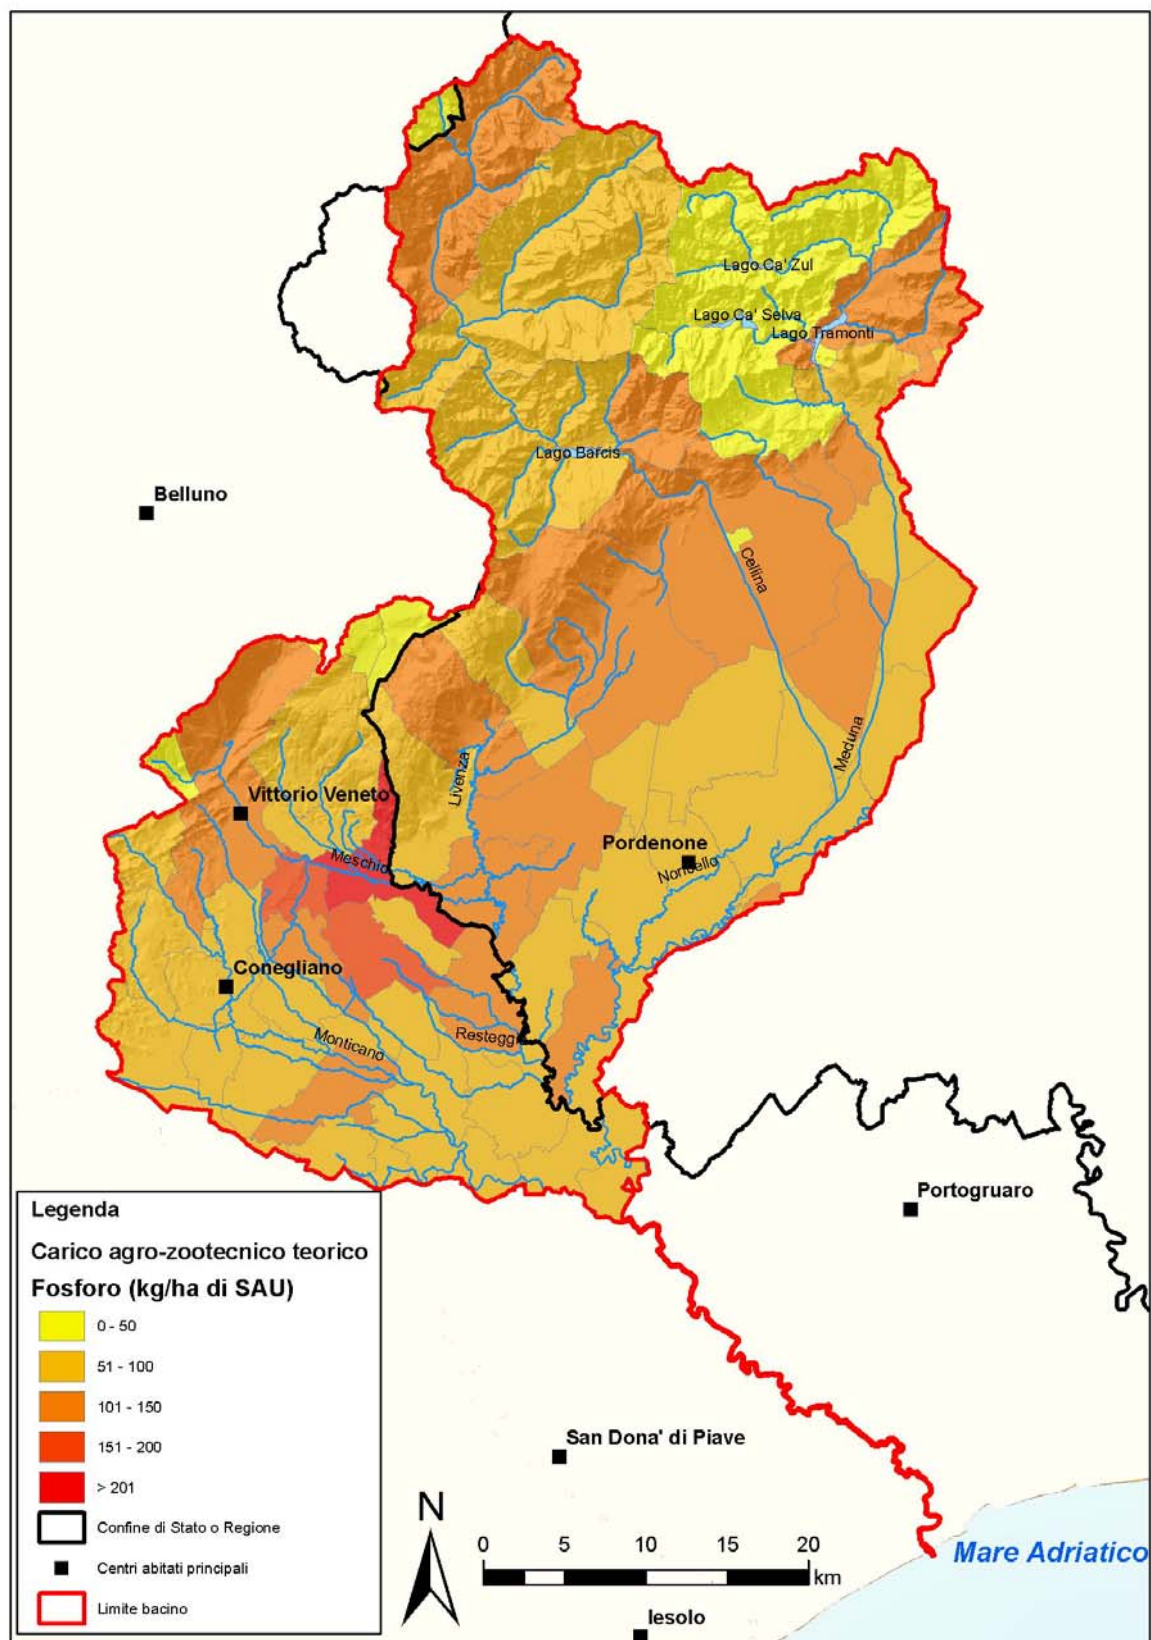 Lago Ca' Zul
Lago Ca' Selva
Lago Tramonti
Lago Barcis
Belluno
Cellina
Meduna
Livenza
Vittorio Veneto
Pordenone
Meschio
Noncello
Conegliano
Monticano
Resteggi
Portogruaro
Legenda
Carico agro-zootecnico teorico
Fosforo (kg/ha di SAU)
0 - 50
51 - 100
101 - 150
151 - 200
> 201
Confine di Stato o Regione
Centri abitati principali
Limite bacino
San Dona' di Piave
N
0 5 10 20
km
Mare Adriatico
Iesolo